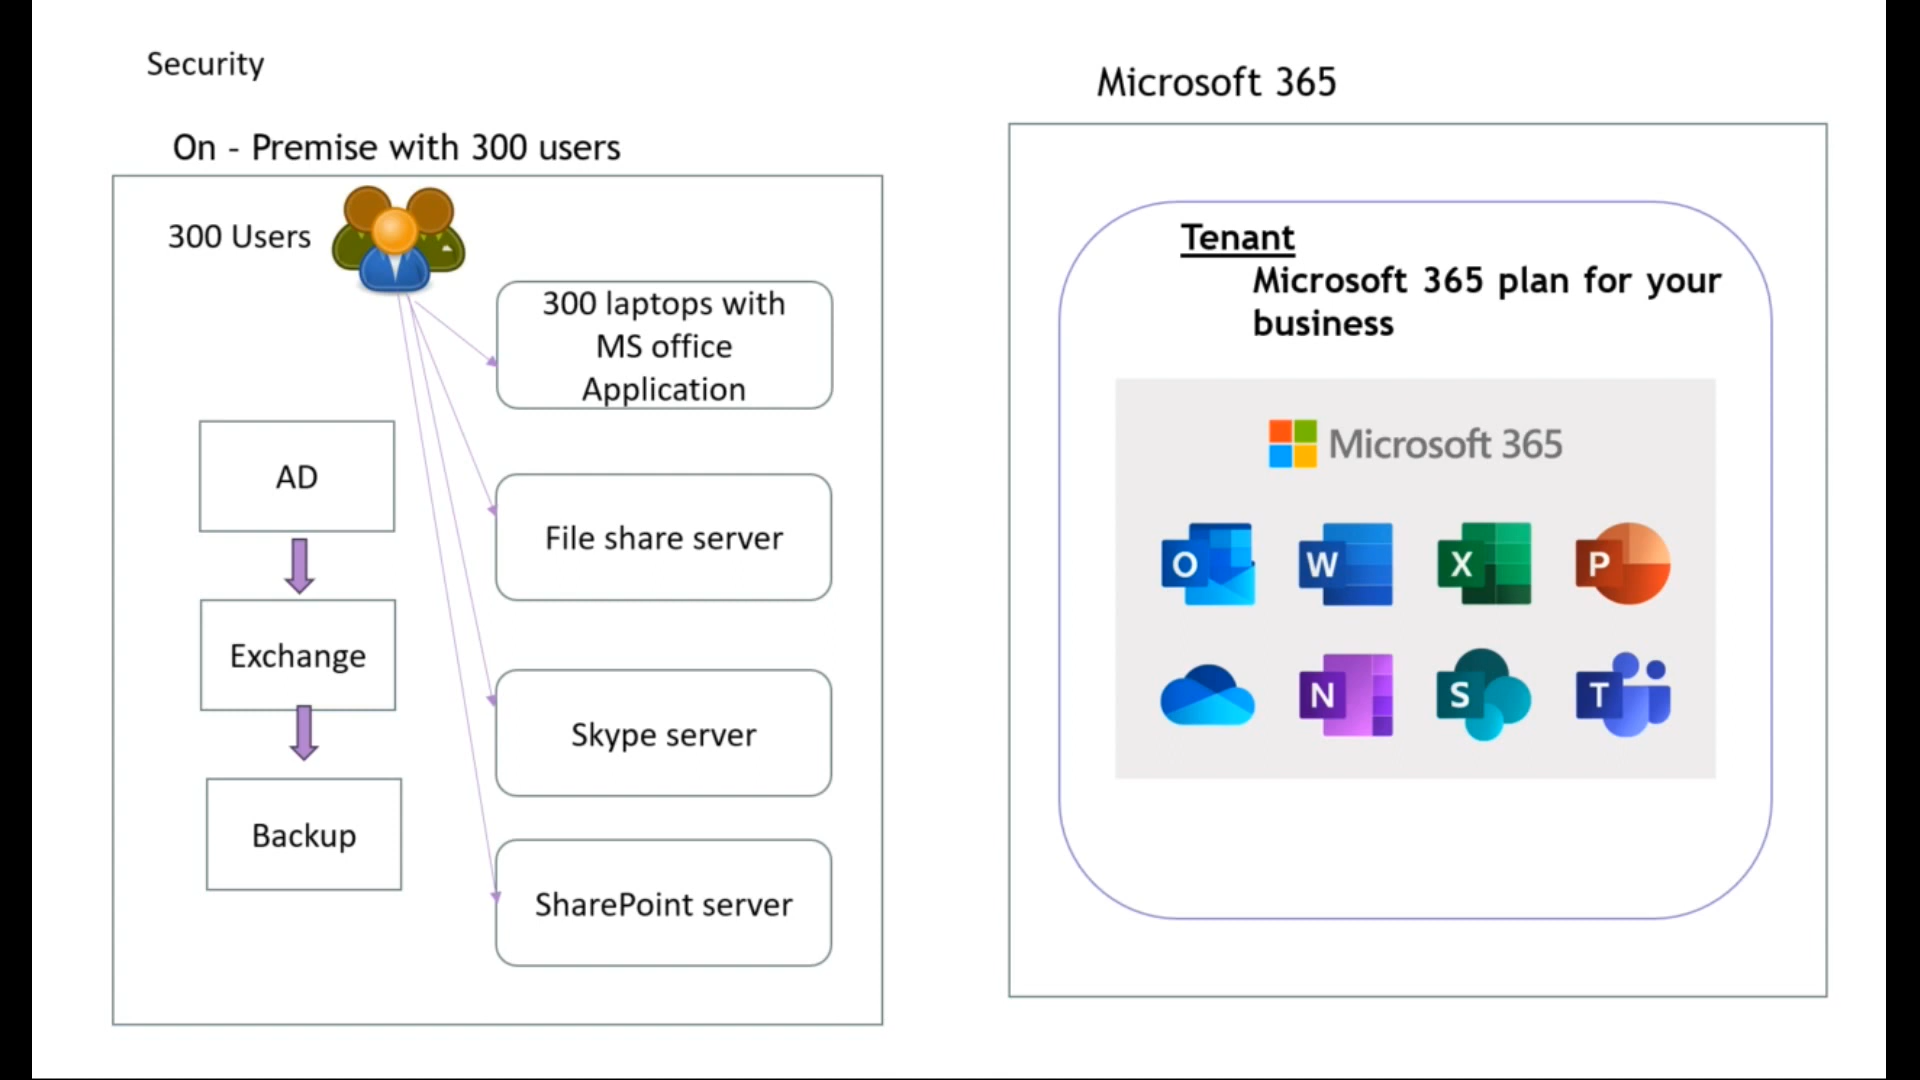 Security
On - Premise with 300 users
300 Users
300 laptops with
MS office
Application
AD
File share server
Exchange
Skype server
Backup
SharePoint server
Microsoft 365
Tenant
Microsoft 365 plan for your
business
Microsoft 365
O W X P
N S T